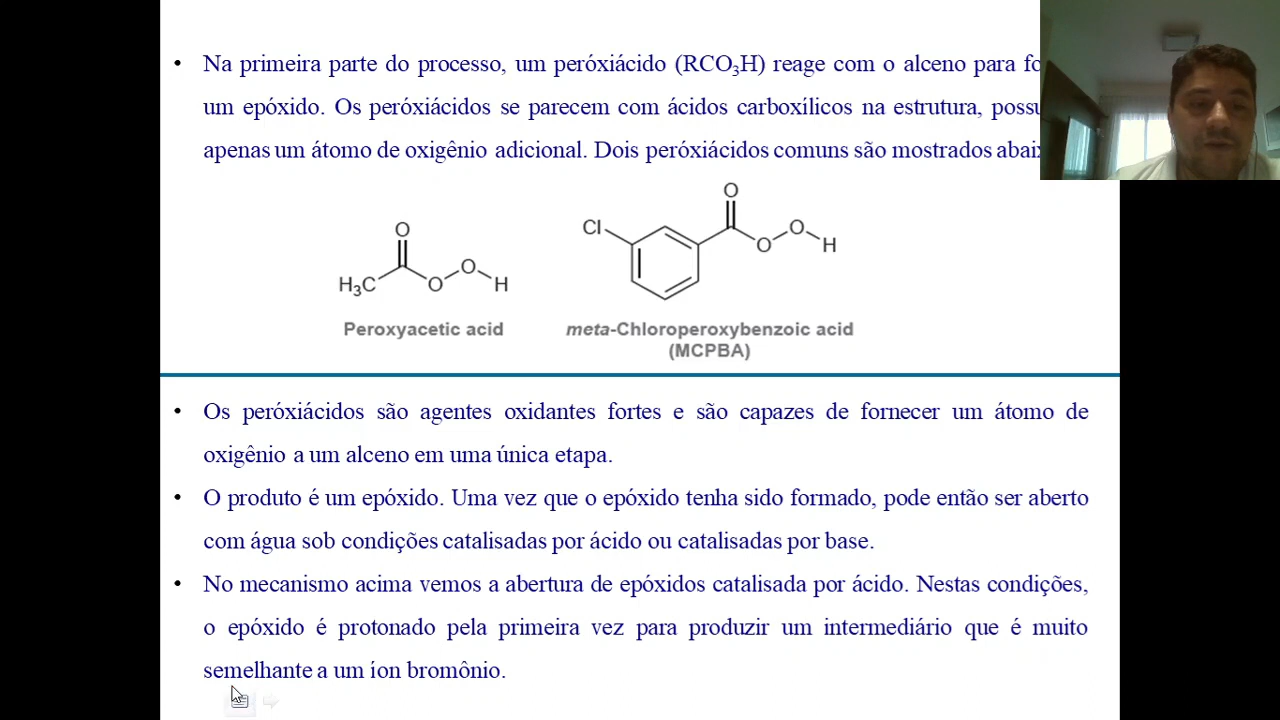 • Na primeira parte do processo, um peróxiácido (RCO₃H) reage com o alceno para
um epóxido. Os peróxiácidos se parecem com ácidos carboxílicos na estrutura,
apenas um átomo de oxigênio adicional. Dois peróxiácidos comuns são mostrados
O
O
Cl
O
O
H
O
O
H
H₃C
Peroxyacetic acid
meta-Chloroperoxybenzoic acid
(MCPBA)
• Os peróxiácidos são agentes oxidantes fortes e são capazes de fornecer um átomo de
oxigênio a um alceno em uma única etapa.
• O produto é um epóxido. Uma vez que o epóxido tenha sido formado, pode então ser aberto
com água sob condições catalisadas por ácido ou catalisadas por base.
• No mecanismo acima vemos a abertura de epóxidos catalisada por ácido. Nestas condições,
o epóxido é protonado pela primeira vez para produzir um intermediário que é muito
semelhante a um íon bromônio.